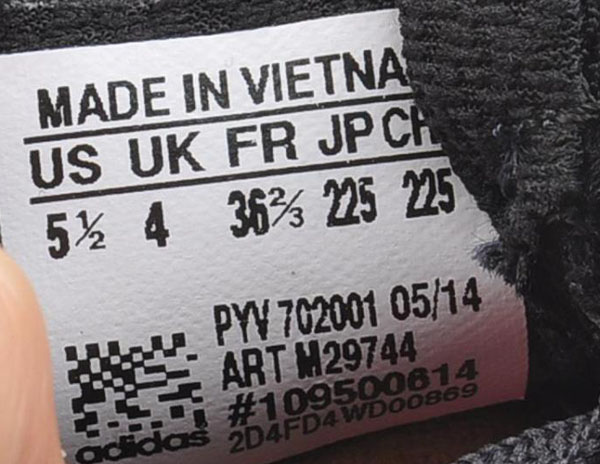 MADE IN VIETNA
US UK FR JP CH
5½ 4 36⅔ 225 225
PYV 702001 05/14
ART M29744
#109500614
2D4FD4WD00869
adidas